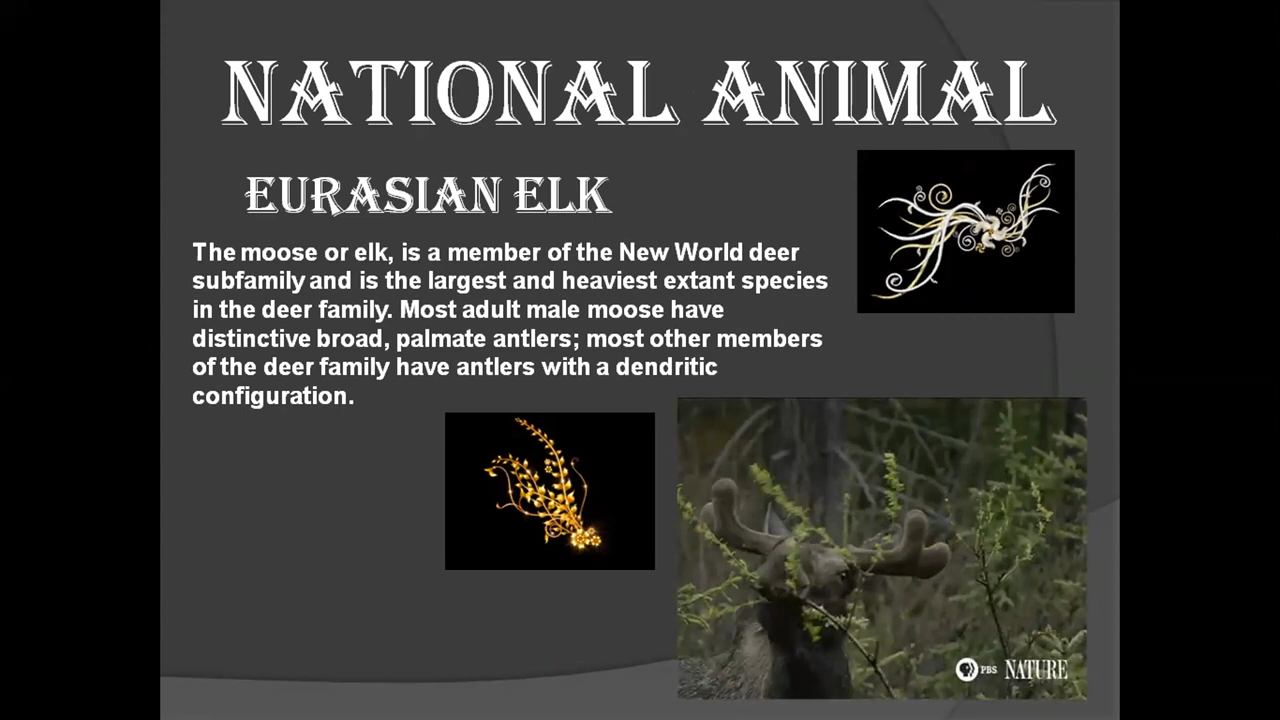 NATIONAL ANIMAL
EURASIAN ELK
The moose or elk, is a member of the New World deer
subfamily and is the largest and heaviest extant species
in the deer family. Most adult male moose have
distinctive broad, palmate antlers; most other members
of the deer family have antlers with a dendritic
configuration.
PBS NATURE